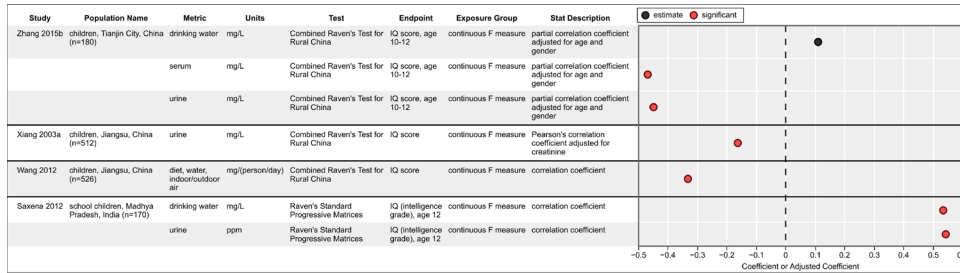 Study Population Name Metric Units Test Endpoint Exposure Group Stat Description
estimate significant
Zhang 2015b children, Tianjin City, China drinking water mg/L Combined Raven's Test for IQ score, age continuous F measure partial correlation coefficient
(n=180) Rural China 10-12 adjusted for age and
gender
serum mg/L Combined Raven's Test for IQ score, age continuous F measure partial correlation coefficient
Rural China 10-12 adjusted for age and
gender
urine mg/L Combined Raven's Test for IQ score, age continuous F measure partial correlation coefficient
Rural China 10-12 adjusted for age and
gender
Xiang 2003a children, Jiangsu, China urine mg/L Combined Raven's Test for IQ score continuous F measure Pearson's correlation
(n=512) Rural China coefficient adjusted for
creatinine
Wang 2012 children, Jiangsu, China diet, water, mg/(person/day) Combined Raven's Test for IQ score continuous F measure correlation coefficient
(n=526) indoor/outdoor Rural China
air
Saxena 2012 school children, Madhya drinking water mg/L Raven's Standard IQ (intelligence continuous F measure correlation coefficient
Pradesh, India (n=170) Progressive Matrices grade), age 12
urine ppm Raven's Standard IQ (intelligence continuous F measure correlation coefficient
Progressive Matrices grade), age 12
−0.5 −0.4 −0.3 −0.2 −0.1 0 0.1 0.2 0.3 0.4 0.5
Coefficient or Adjusted Coefficient